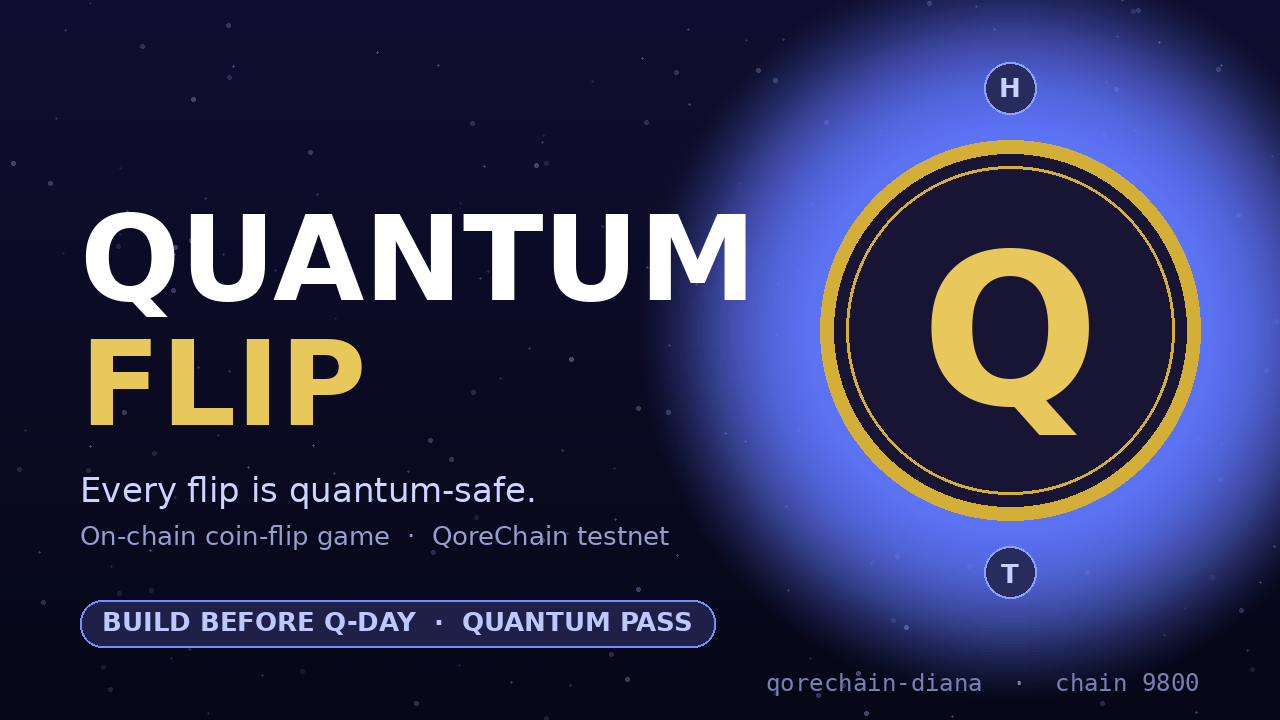 H
QUANTUM
FLIP
Q
Every flip is quantum-safe.
On-chain coin-flip game · QoreChain testnet
T
BUILD BEFORE Q-DAY · QUANTUM PASS
qorechain-diana · chain 9800